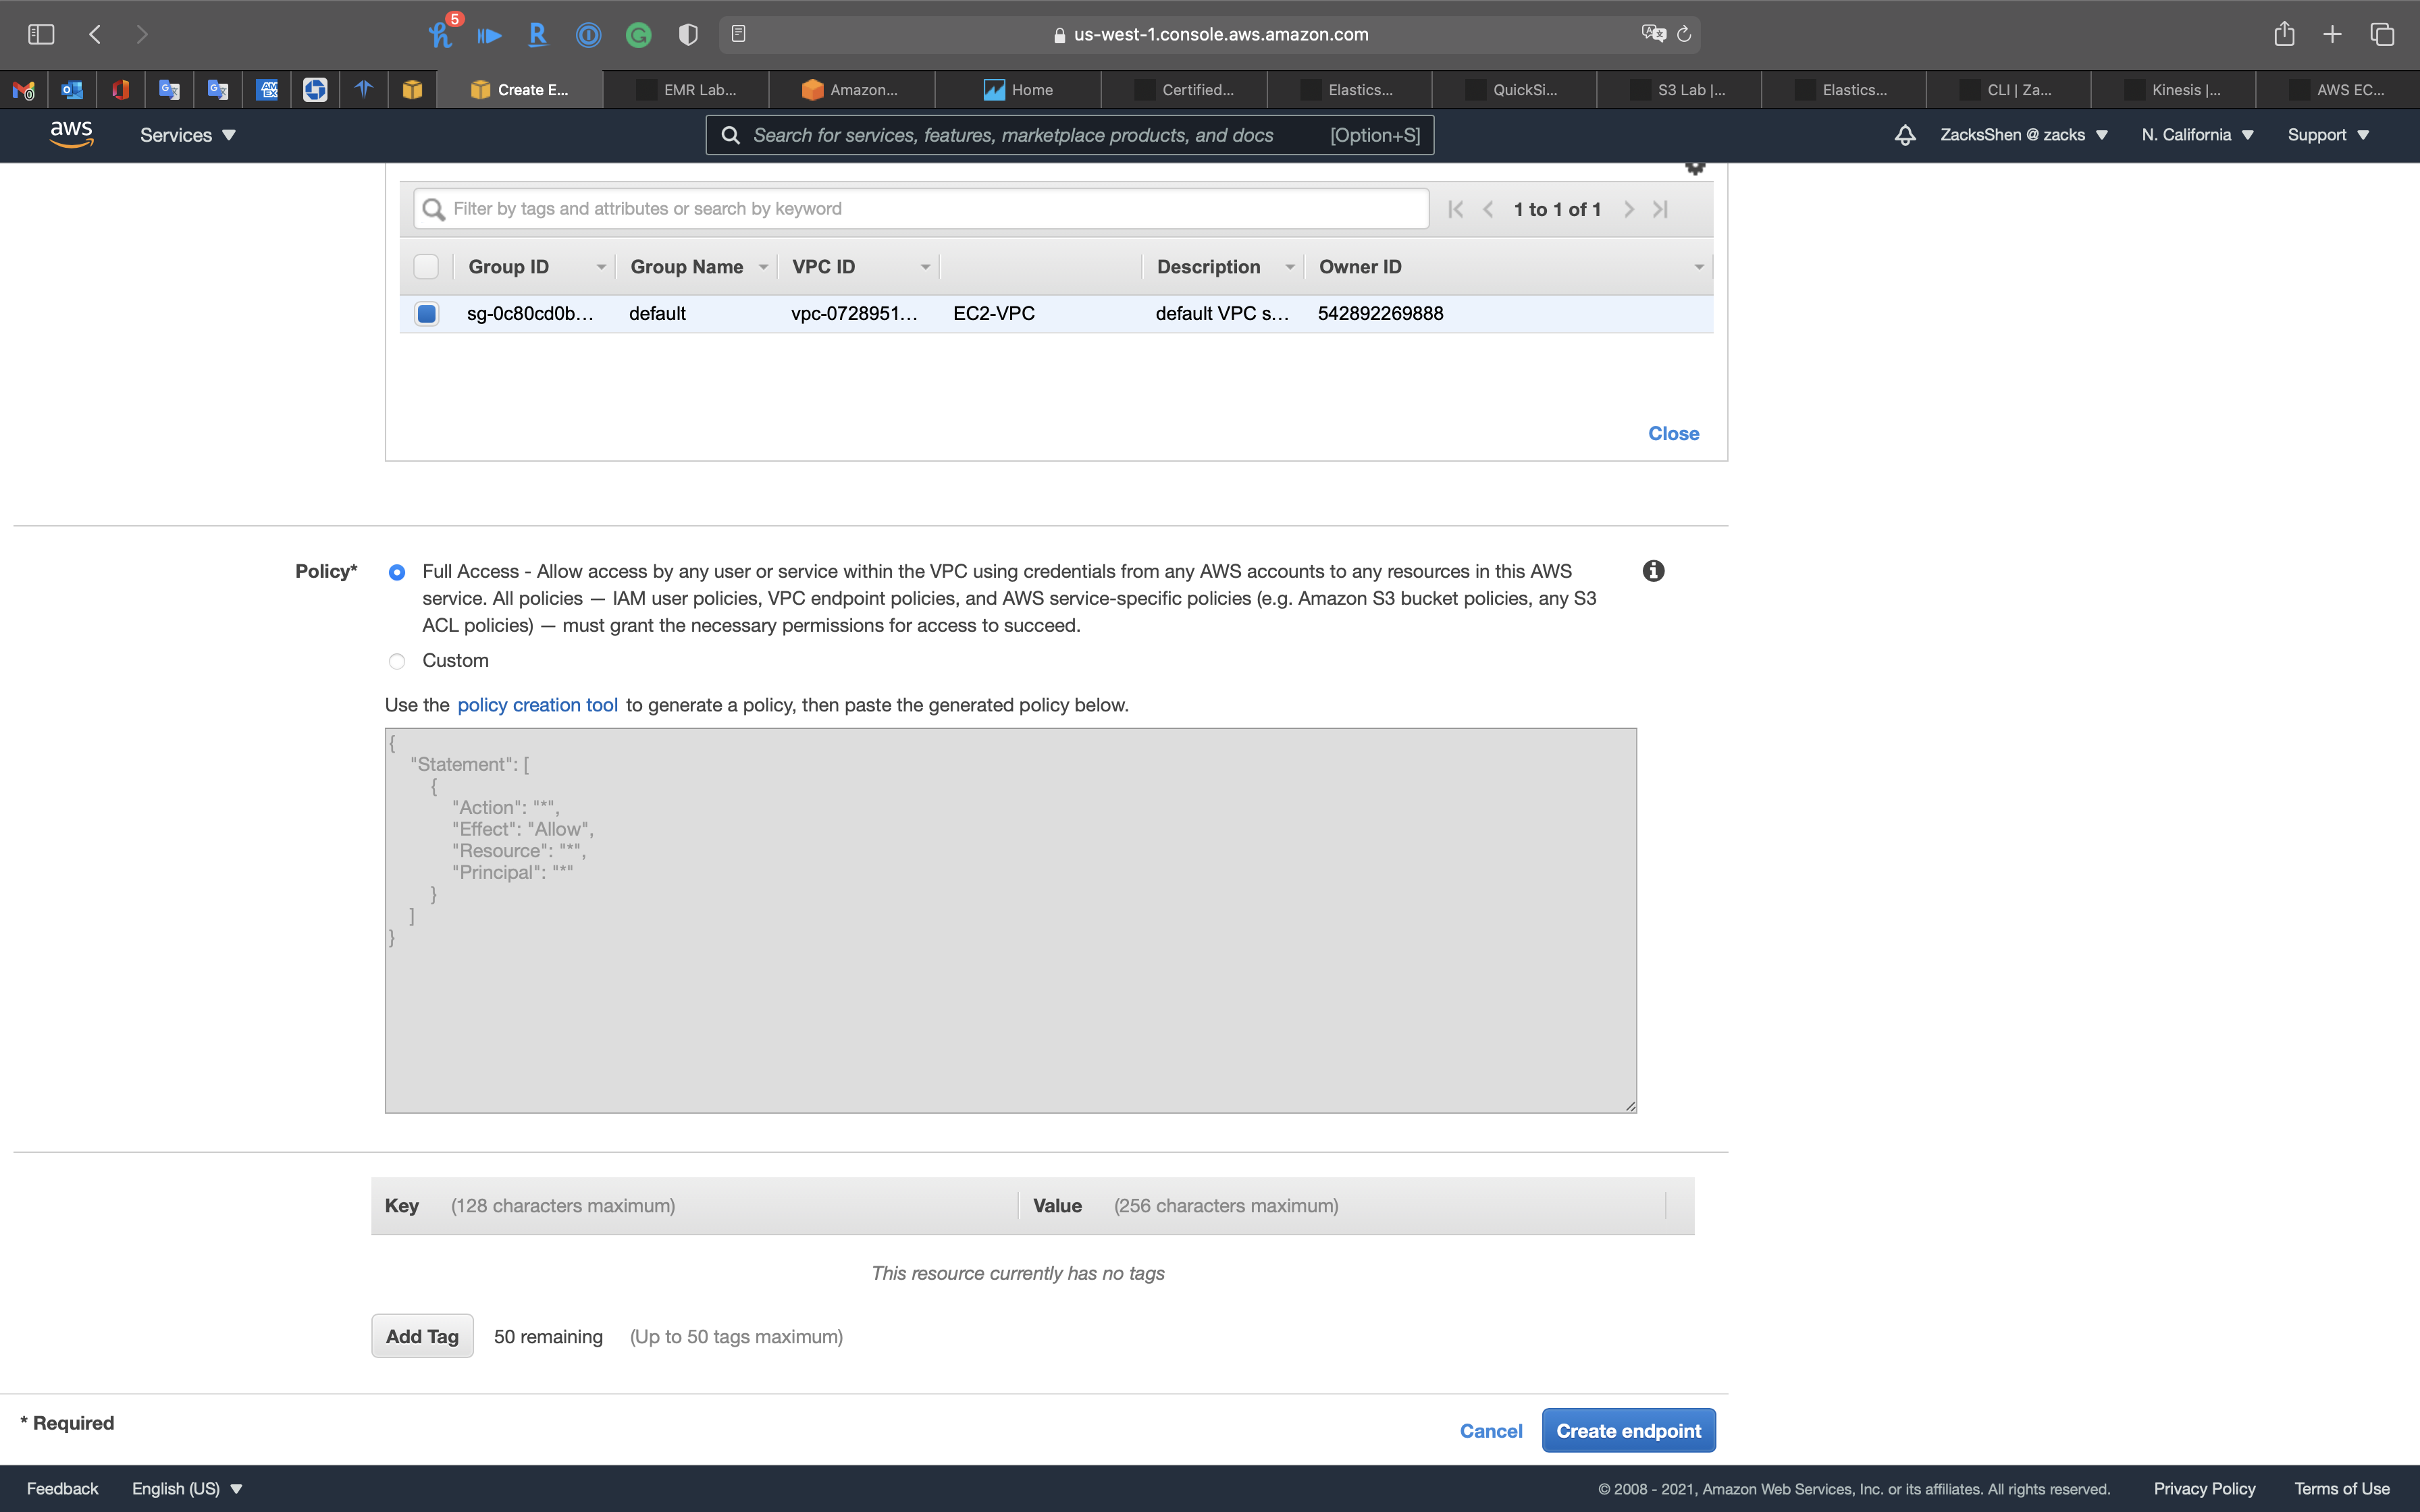 5
us-west-1.console.aws.amazon.com
Create E...
EMR Lab...
Amazon...
Home
Certified...
Elastics...
QuickSi...
S3 Lab |...
Elastics...
CLI | Za...
Kinesis |...
AWS EC...
aws
Services
Search for services, features, marketplace products, and docs [Option+S]
ZacksShen @ zacks
N. California
Support
Filter by tags and attributes or search by keyword
1 to 1 of 1
Group ID Group Name VPC ID Description Owner ID
sg-0c80cd0b... default vpc-0728951... EC2-VPC default VPC s... 542892269888
Close
Policy*
Full Access - Allow access by any user or service within the VPC using credentials from any AWS accounts to any resources in this AWS
service. All policies — IAM user policies, VPC endpoint policies, and AWS service-specific policies (e.g. Amazon S3 bucket policies, any S3
ACL policies) — must grant the necessary permissions for access to succeed.
Custom
Use the policy creation tool to generate a policy, then paste the generated policy below.
{
"Statement": [
{
"Action": "*",
"Effect": "Allow",
"Resource": "*",
"Principal": "*"
}
]
}
Key (128 characters maximum) Value (256 characters maximum)
This resource currently has no tags
Add Tag 50 remaining (Up to 50 tags maximum)
* Required
Cancel Create endpoint
Feedback English (US) © 2008 - 2021, Amazon Web Services, Inc. or its affiliates. All rights reserved. Privacy Policy Terms of Use